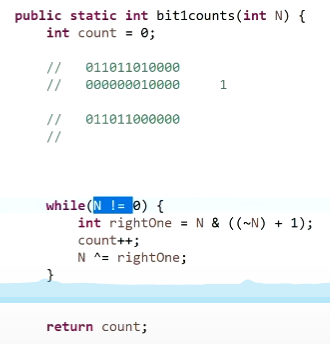 public static int bit1counts(int N) {
int count = 0;
// 011011010000
// 000000010000 1
// 011011000000
//
while(N != 0) {
int rightOne = N & ((~N) + 1);
count++;
N ^= rightOne;
}
return count;